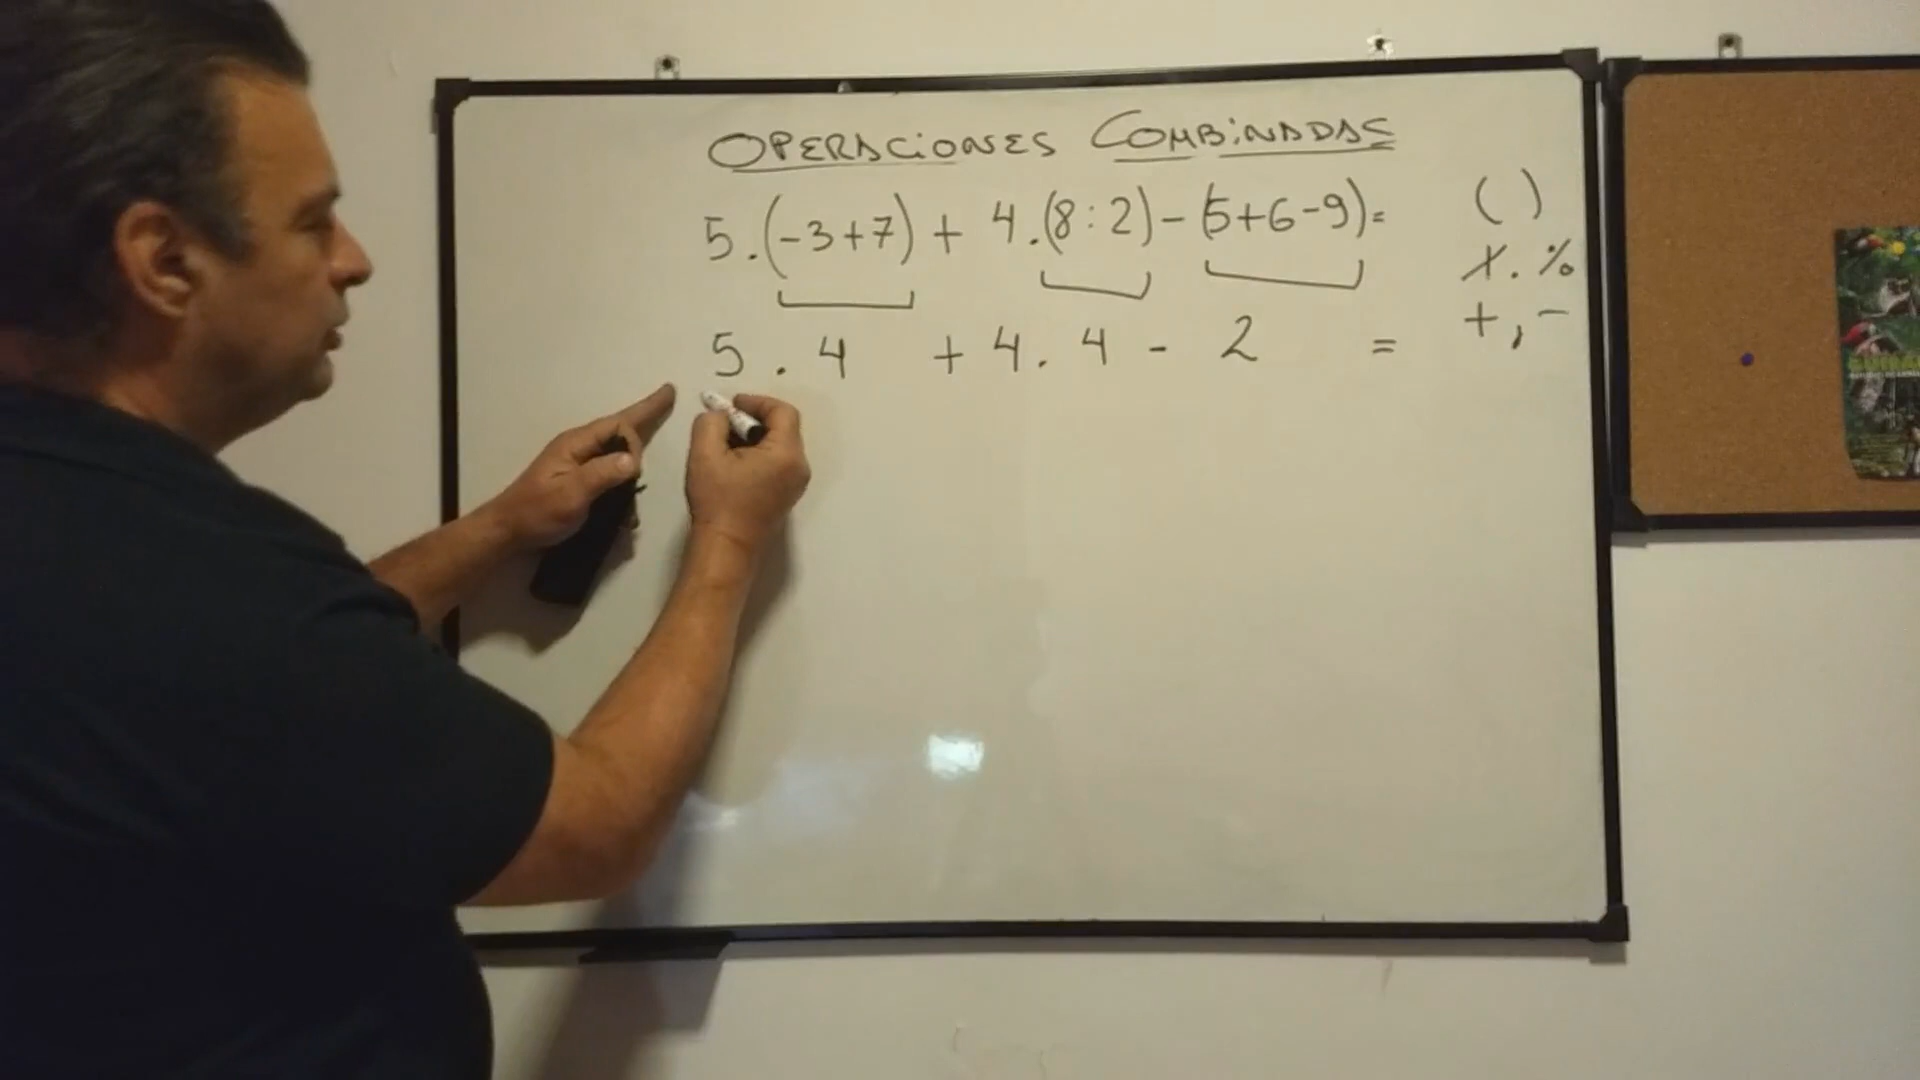 OPERACIONES COMBINADAS
5.(-3+7) + 4.(8:2)-(5+6-9)=
5 . 4 + 4 . 4 - 2 =
( )
x . %
+ , -